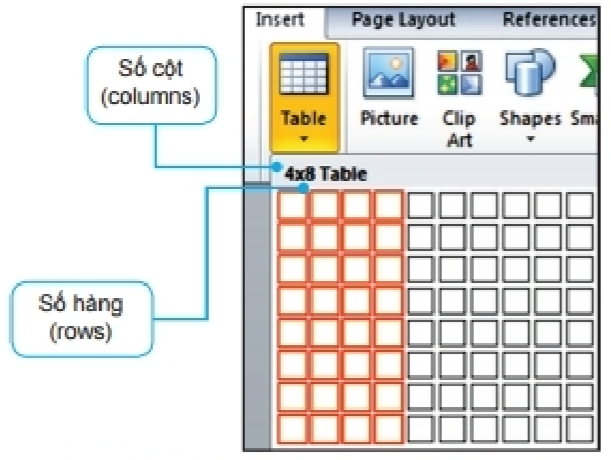 Insert Page Layout References
Số cột
(columns)
Table Picture Clip Art Shapes
4x8 Table
Số hàng
(rows)